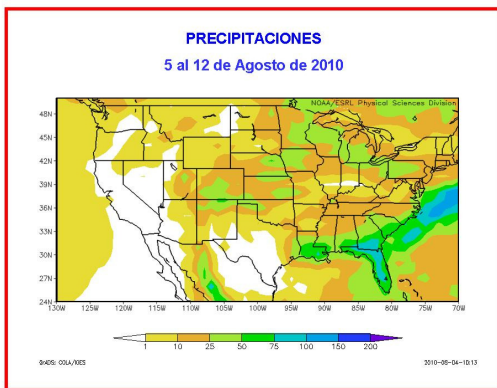 PRECIPITACIONES
5 al 12 de Agosto de 2010
NOAA/ESRL Physical Sciences Division
48N
45N
42N
39N
36N
33N
30N
27N
24N
130W 125W 120W 115W 110W 105W 100W 95W 90W 85W 80W 75W 70W
1 10 25 50 75 100 150 200
GrADS: COLA/IGES
2010-08-04-10:13